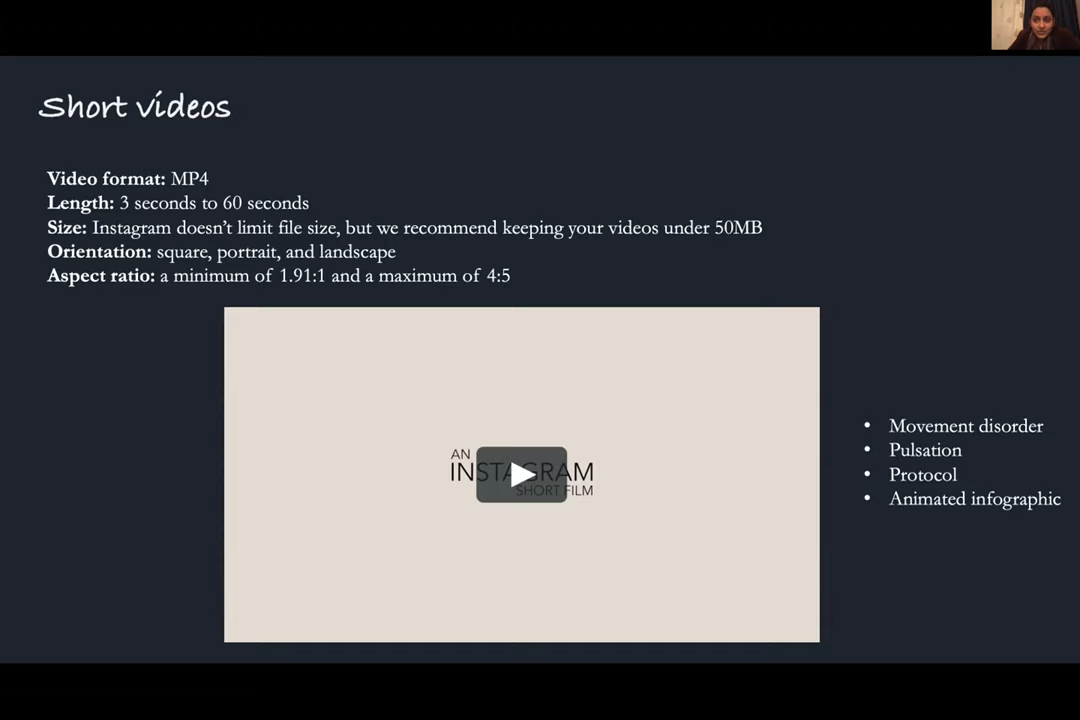 Short videos
Video format: MP4
Length: 3 seconds to 60 seconds
Size: Instagram doesn't limit file size, but we recommend keeping your videos under 50MB
Orientation: square, portrait, and landscape
Aspect ratio: a minimum of 1.91:1 and a maximum of 4:5
AN
INSTAGRAM
SHORT FILM
• Movement disorder
• Pulsation
• Protocol
• Animated infographic